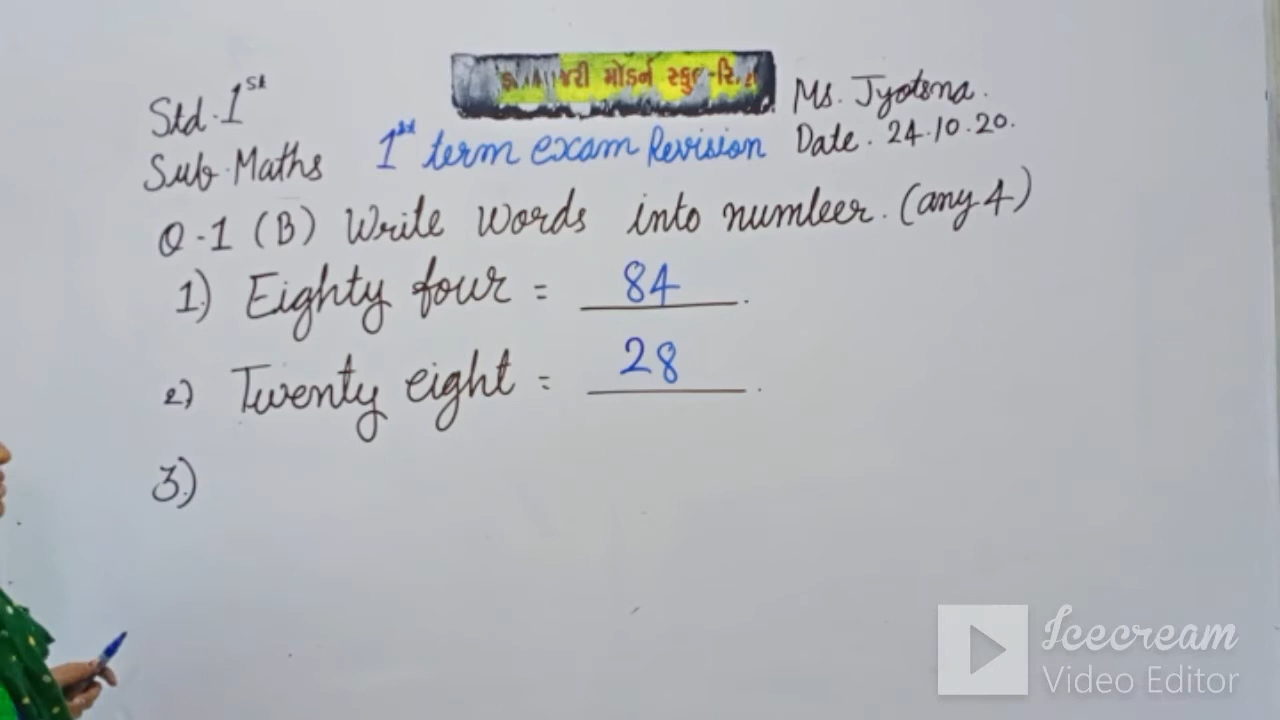 મોડર્ન સ્કુલ
Std. 1st
Ms. Jyotsna.
Sub. Maths
1st term exam Revision
Date. 24.10.20.
Q.1 (B) Write words into number. (any 4)
1.) Eighty four = 84.
2) Twenty eight = 28.
3.)
Icecream
Video Editor